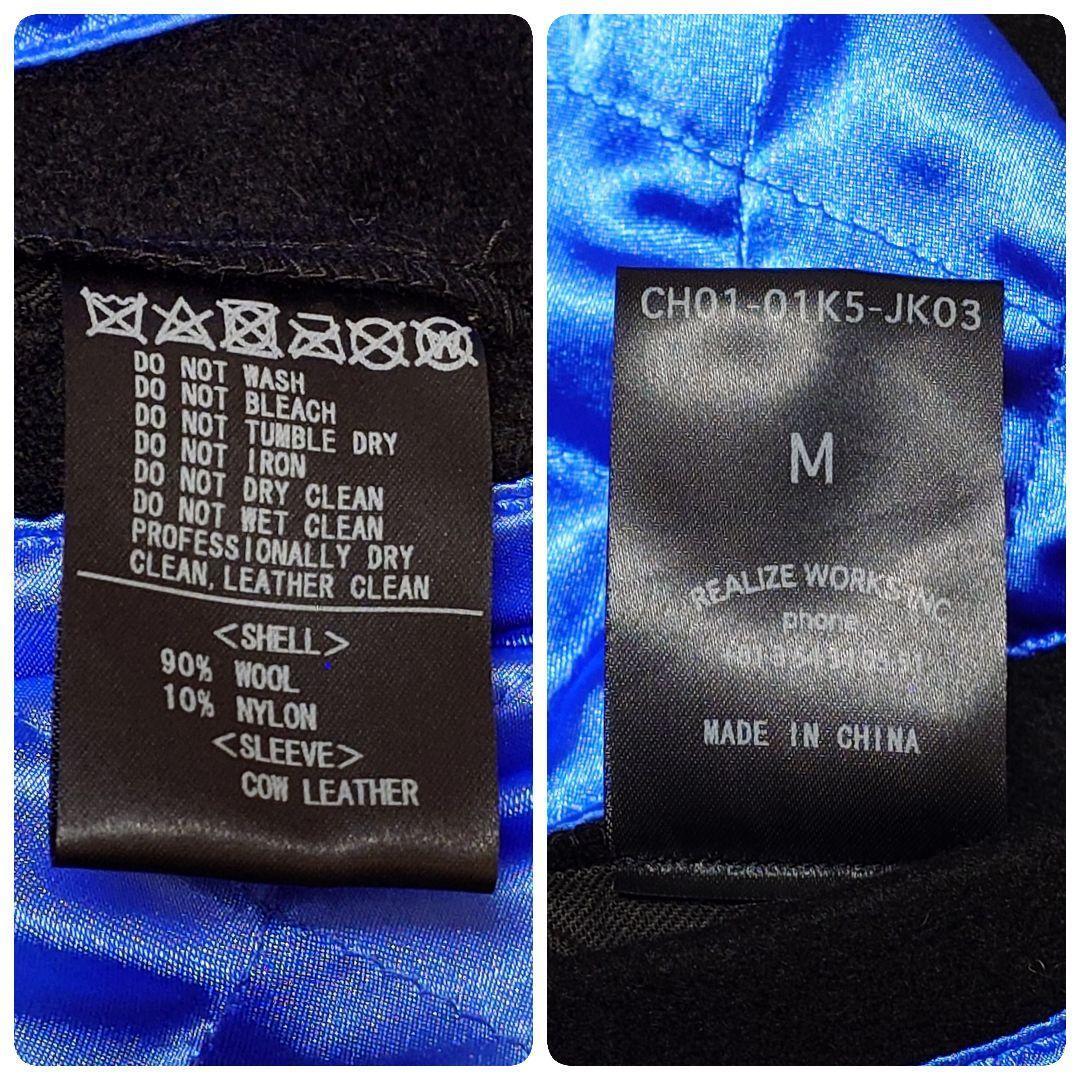 DO NOT WASH
DO NOT BLEACH
DO NOT TUMBLE DRY
DO NOT IRON
DO NOT DRY CLEAN
DO NOT WET CLEAN
PROFESSIONALLY DRY
CLEAN, LEATHER CLEAN
<SHELL>
90% WOOL
10% NYLON
<SLEEVE>
COW LEATHER
CH01-01K5-JK03
M
REALIZE WORKS INC
phone
MADE IN CHINA